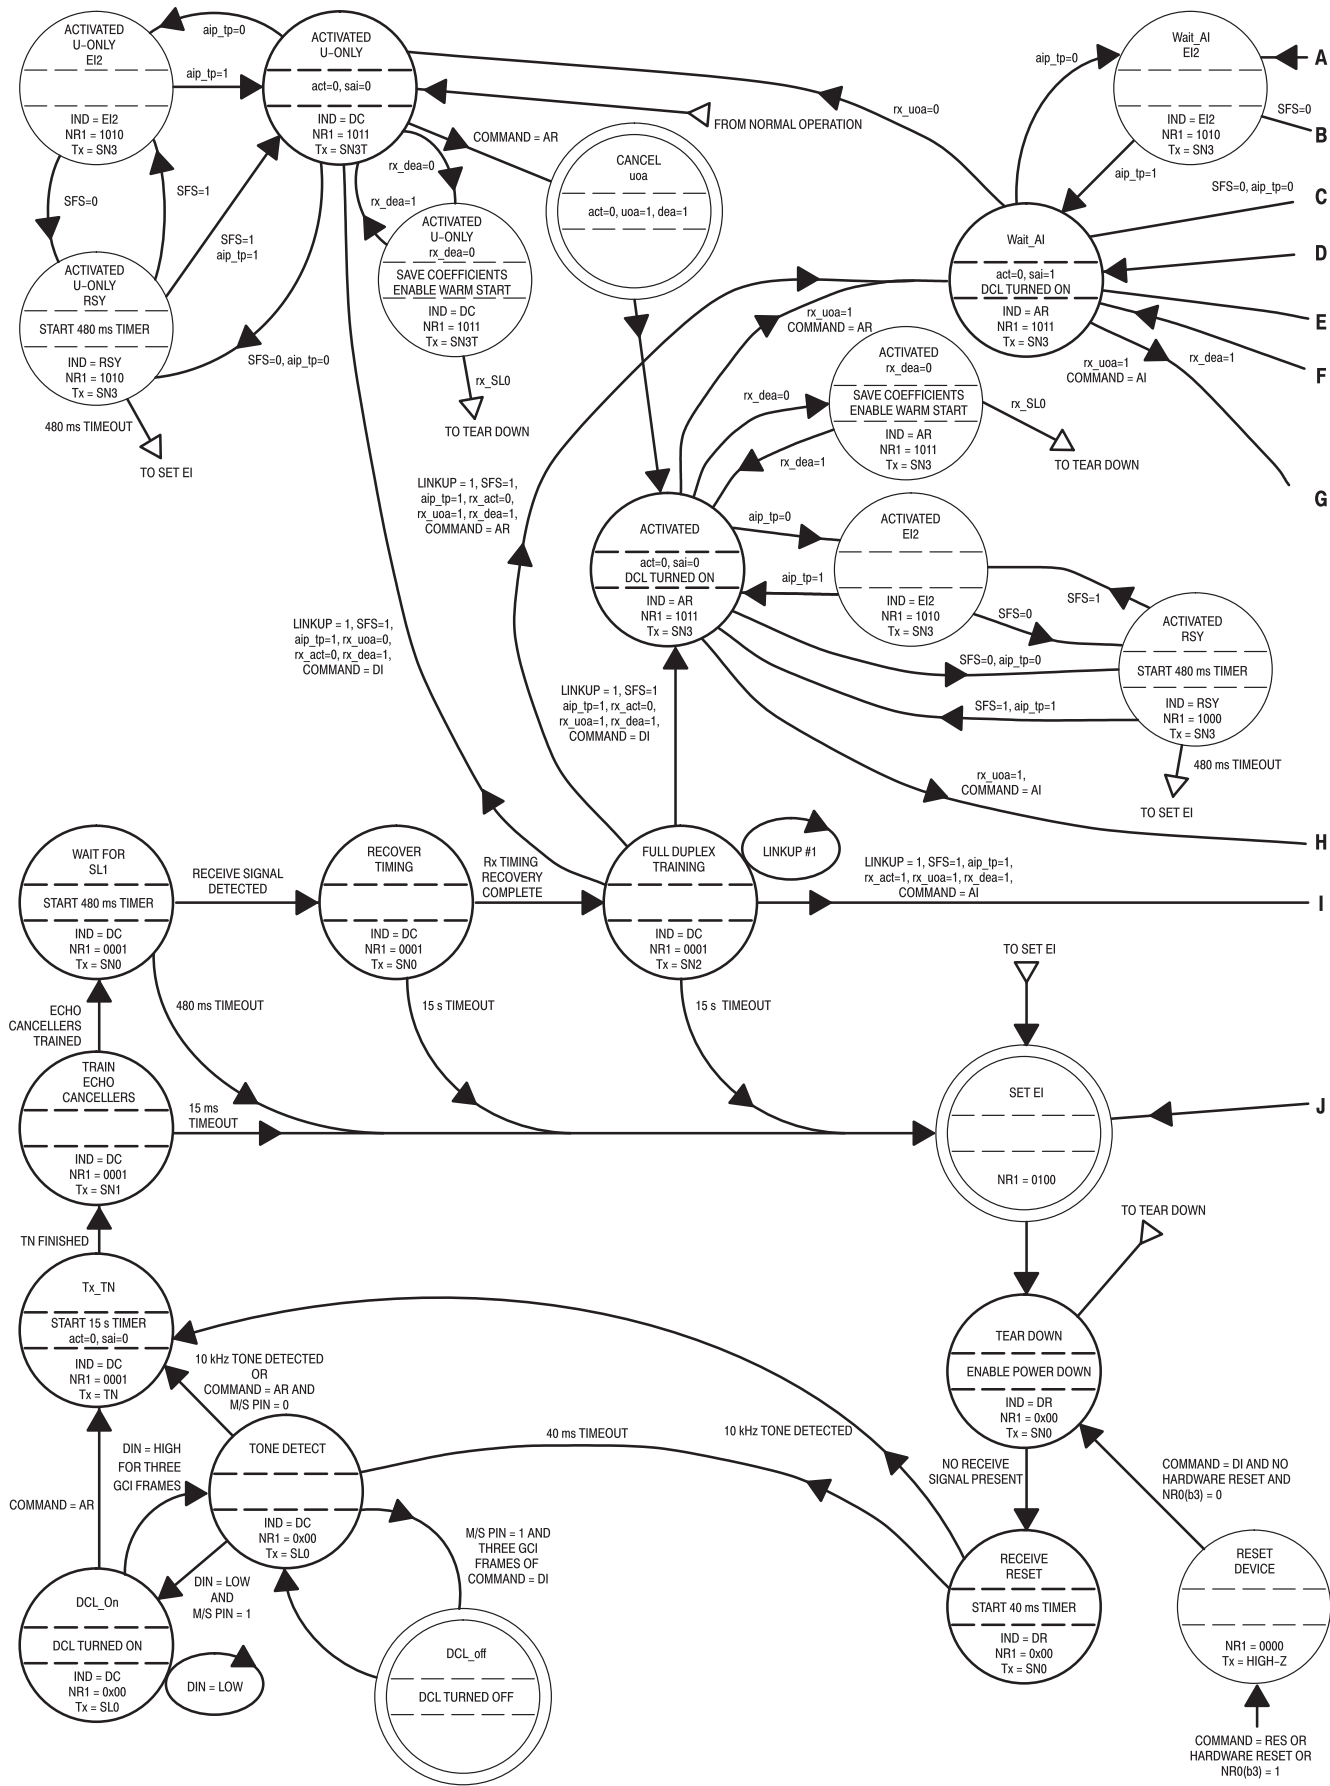 ACTIVATED
U-ONLY
EI2
IND = EI2
NR1 = 1010
Tx = SN3
aip_tp=0
aip_tp=1
ACTIVATED
U-ONLY
act=0, sai=0
IND = DC
NR1 = 1011
Tx = SN3T
FROM NORMAL OPERATION
COMMAND = AR
rx_uoa=0
aip_tp=0
Wait_AI
EI2
IND = EI2
NR1 = 1010
Tx = SN3
A
SFS=0
B
aip_tp=1
SFS=0, aip_tp=0
C
D
E
F
G
SFS=0
SFS=1
SFS=1
aip_tp=1
rx_dea=0
rx_dea=1
ACTIVATED
U-ONLY
rx_dea=0
SAVE COEFFICIENTS
ENABLE WARM START
IND = DC
NR1 = 1011
Tx = SN3T
CANCEL
uoa
act=0, uoa=1, dea=1
Wait_AI
act=0, sai=1
DCL TURNED ON
IND = AR
NR1 = 1011
Tx = SN3
ACTIVATED
U-ONLY
RSY
START 480 ms TIMER
IND = RSY
NR1 = 1010
Tx = SN3
SFS=0, aip_tp=0
rx_uoa=1
COMMAND = AR
rx_uoa=1
COMMAND = AI
rx_dea=1
480 ms TIMEOUT
TO SET EI
rx_SL0
TO TEAR DOWN
ACTIVATED
rx_dea=0
SAVE COEFFICIENTS
ENABLE WARM START
IND = AR
NR1 = 1011
Tx = SN3
rx_dea=0
rx_dea=1
rx_SL0
TO TEAR DOWN
LINKUP = 1, SFS=1,
aip_tp=1, rx_act=0,
rx_uoa=1, rx_dea=1,
COMMAND = AR
ACTIVATED
act=0, sai=0
DCL TURNED ON
IND = AR
NR1 = 1011
Tx = SN3
aip_tp=0
aip_tp=1
ACTIVATED
EI2
IND = EI2
NR1 = 1010
Tx = SN3
SFS=1
SFS=0
ACTIVATED
RSY
START 480 ms TIMER
IND = RSY
NR1 = 1000
Tx = SN3
SFS=0, aip_tp=0
SFS=1, aip_tp=1
480 ms TIMEOUT
TO SET EI
LINKUP = 1, SFS=1,
aip_tp=1, rx_uoa=0,
rx_act=0, rx_dea=1,
COMMAND = DI
LINKUP = 1, SFS=1
aip_tp=1, rx_act=0,
rx_uoa=1, rx_dea=1,
COMMAND = DI
rx_uoa=1,
COMMAND = AI
H
WAIT FOR
SL1
START 480 ms TIMER
IND = DC
NR1 = 0001
Tx = SN0
RECEIVE SIGNAL
DETECTED
RECOVER
TIMING
IND = DC
NR1 = 0001
Tx = SN0
Rx TIMING
RECOVERY
COMPLETE
FULL DUPLEX
TRAINING
IND = DC
NR1 = 0001
Tx = SN2
LINKUP #1
LINKUP = 1, SFS=1, aip_tp=1,
rx_act=1, rx_uoa=1, rx_dea=1,
COMMAND = AI
I
ECHO
CANCELLERS
TRAINED
480 ms TIMEOUT
15 s TIMEOUT
15 s TIMEOUT
TO SET EI
TRAIN
ECHO
CANCELLERS
IND = DC
NR1 = 0001
Tx = SN1
15 ms
TIMEOUT
SET EI
NR1 = 0100
J
TN FINISHED
TO TEAR DOWN
Tx_TN
START 15 s TIMER
act=0, sai=0
IND = DC
NR1 = 0001
Tx = TN
10 kHz TONE DETECTED
OR
COMMAND = AR AND
M/S PIN = 0
TEAR DOWN
ENABLE POWER DOWN
IND = DR
NR1 = 0x00
Tx = SN0
DIN = HIGH
FOR THREE
GCI FRAMES
TONE DETECT
IND = DC
NR1 = 0x00
Tx = SL0
40 ms TIMEOUT
10 kHz TONE DETECTED
NO RECEIVE
SIGNAL PRESENT
COMMAND = DI AND NO
HARDWARE RESET AND
NR0(b3) = 0
COMMAND = AR
M/S PIN = 1 AND
THREE GCI
FRAMES OF
COMMAND = DI
DIN = LOW
AND
M/S PIN = 1
DCL_On
DCL TURNED ON
IND = DC
NR1 = 0x00
Tx = SL0
DIN = LOW
DCL_off
DCL TURNED OFF
RECEIVE
RESET
START 40 ms TIMER
IND = DR
NR1 = 0x00
Tx = SN0
RESET
DEVICE
NR1 = 0000
Tx = HIGH-Z
COMMAND = RES OR
HARDWARE RESET OR
NR0(b3) = 1